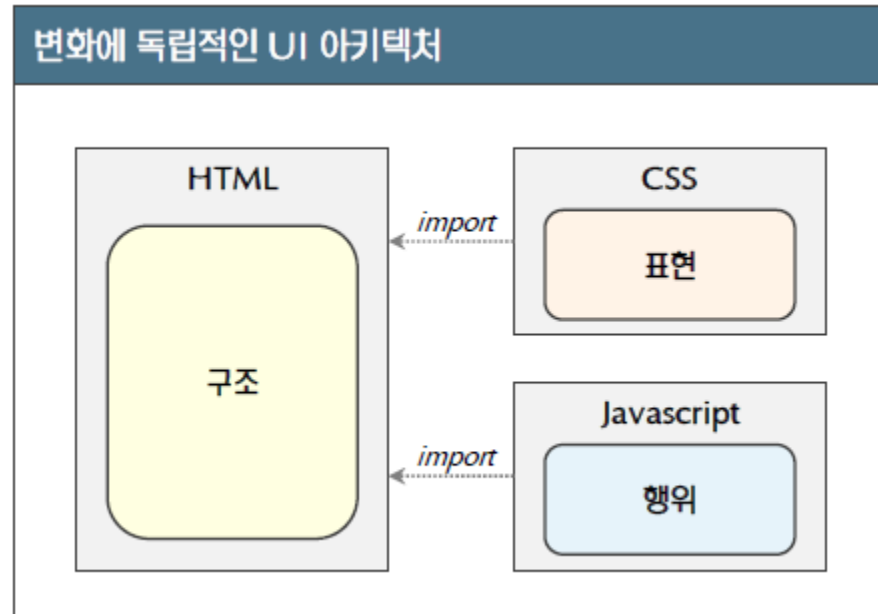 변화에 독립적인 UI 아키텍처
HTML
구조
import
CSS
표현
import
Javascript
행위